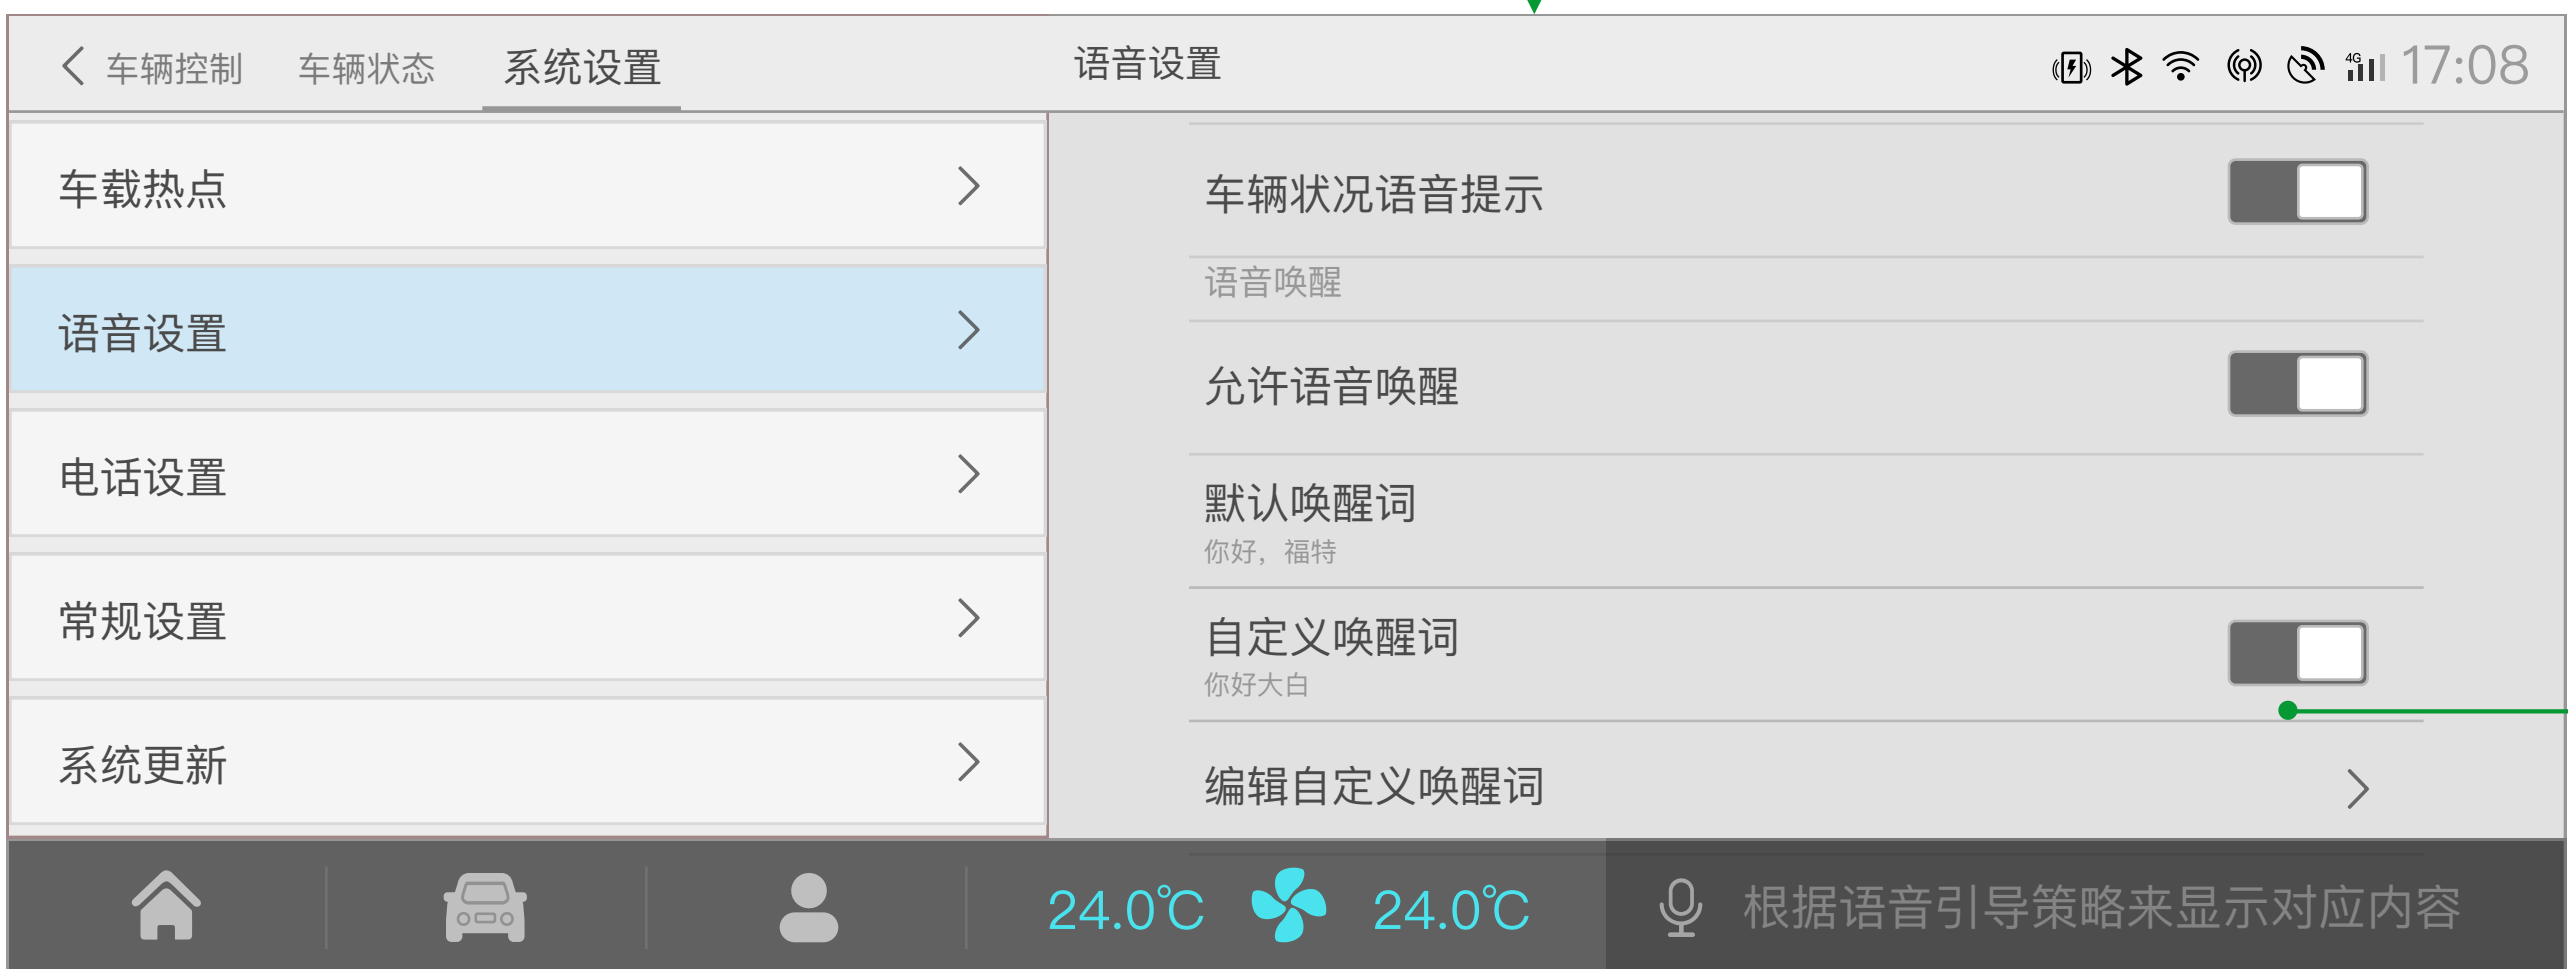 车辆控制 车辆状态 系统设置 语音设置 4G 17:08
车载热点
语音设置
电话设置
常规设置
系统更新
车辆状况语音提示
语音唤醒
允许语音唤醒
默认唤醒词
你好，福特
自定义唤醒词
你好大白
编辑自定义唤醒词
24.0℃ 24.0℃ 根据语音引导策略来显示对应内容